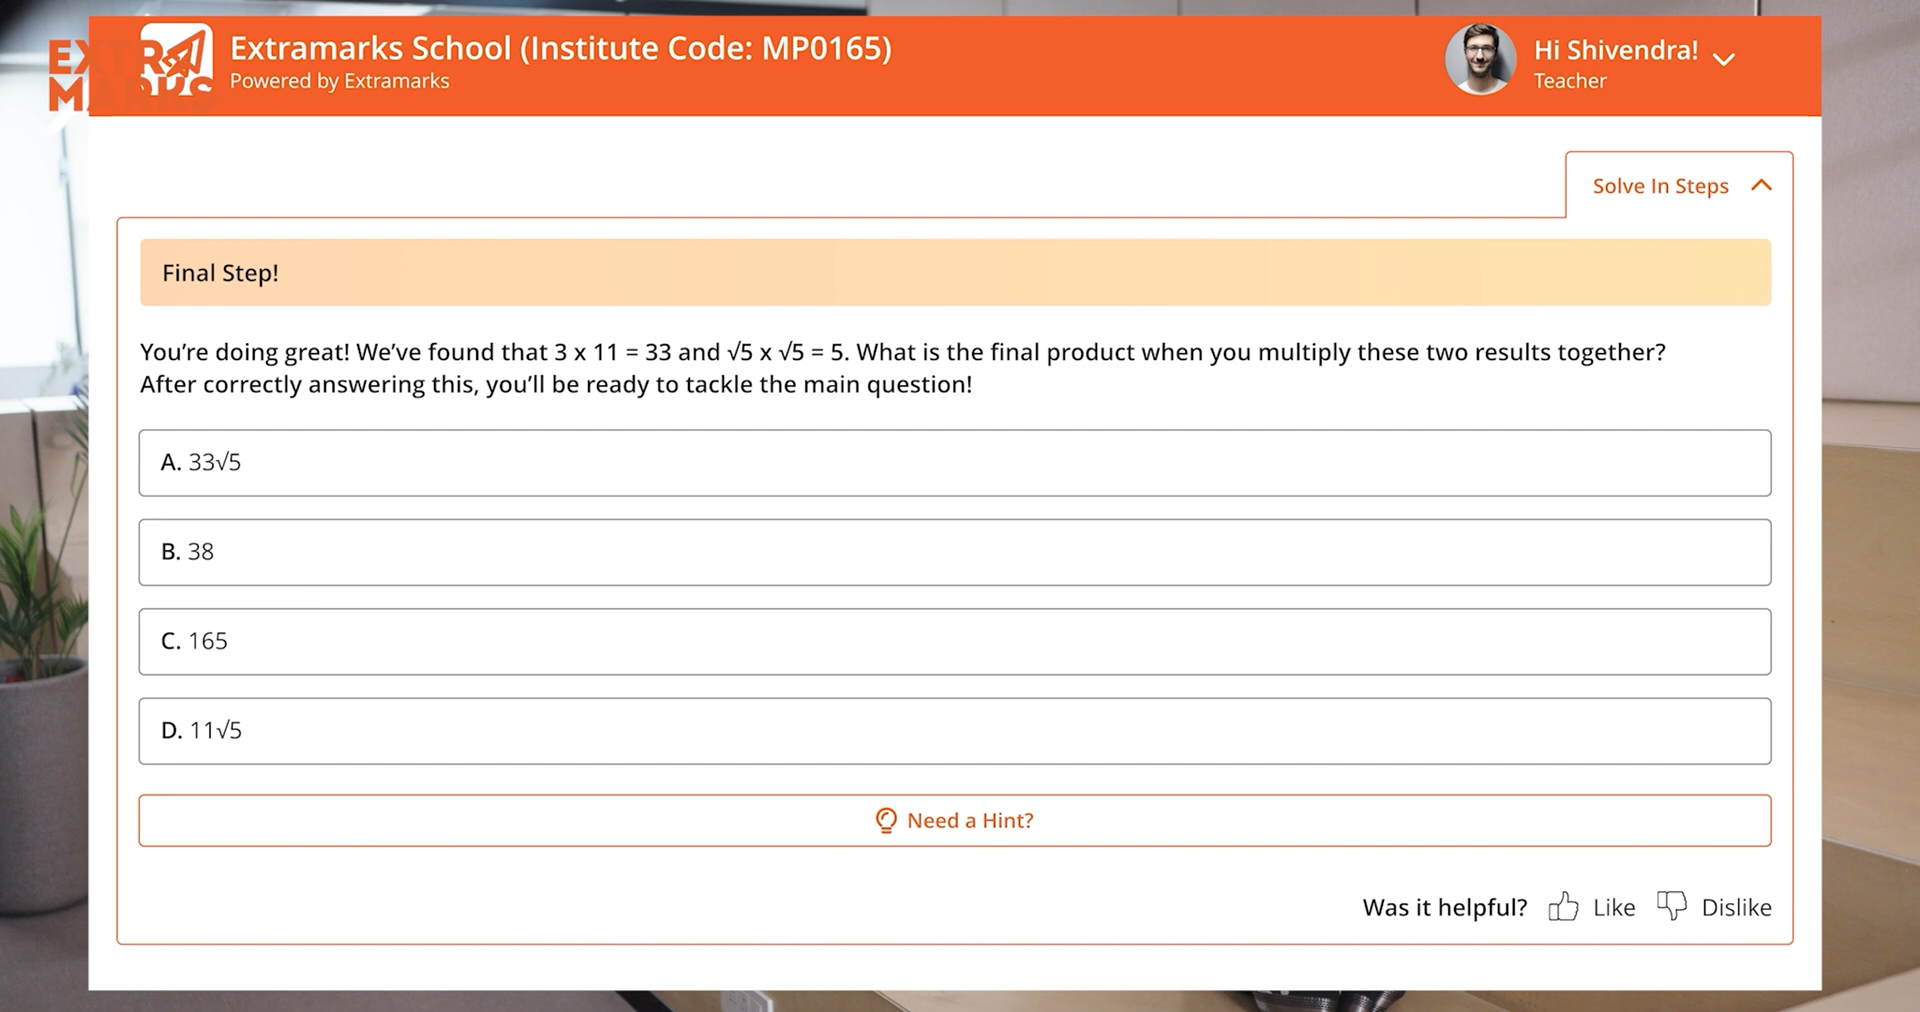 EXTRA
MARKS
Extramarks School (Institute Code: MP0165)
Powered by Extramarks
Hi Shivendra!
Teacher
Solve In Steps
Final Step!
You’re doing great! We’ve found that 3 x 11 = 33 and √5 x √5 = 5. What is the final product when you multiply these two results together?
After correctly answering this, you’ll be ready to tackle the main question!
A. 33√5
B. 38
C. 165
D. 11√5
Need a Hint?
Was it helpful? Like Dislike